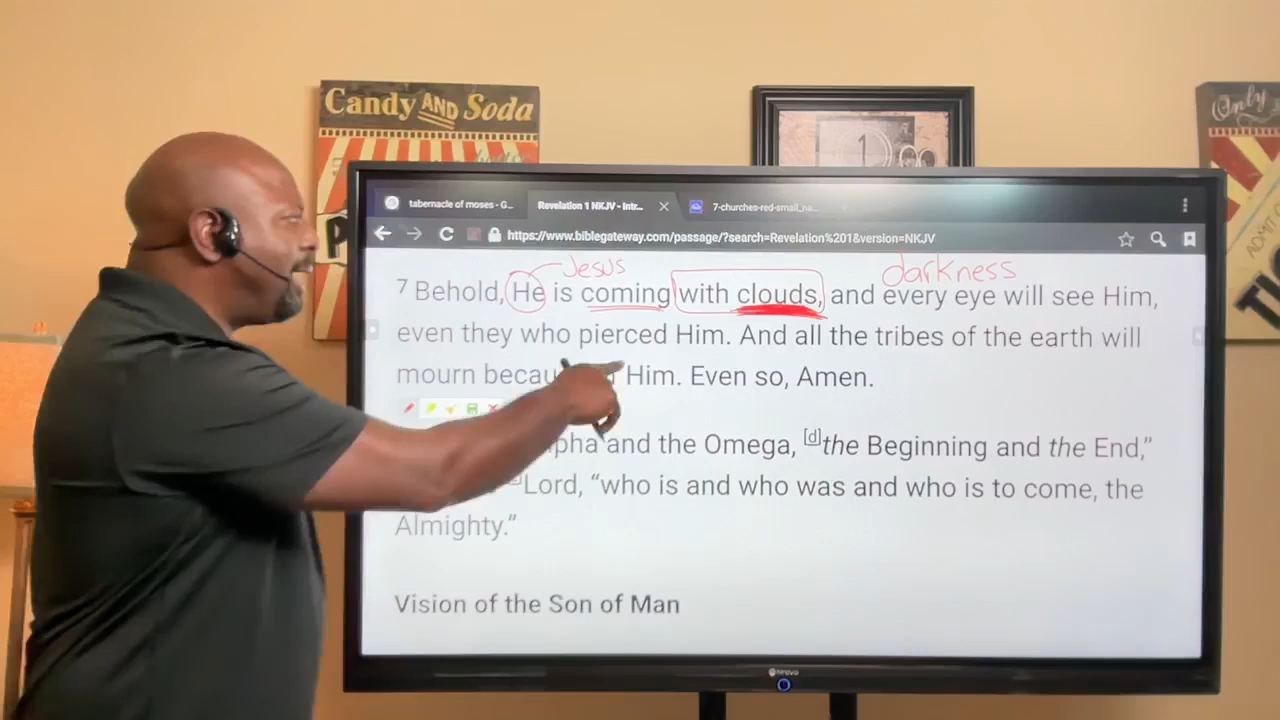 Candy AND Soda
Only
1
ADMIT
tabernacle of moses - G...
Revelation 1 NKJV - Intr...
7-churches-red-small_na...
https://www.biblegateway.com/passage/?search=Revelation%201&version=NKJV
Jesus
darkness
7 Behold, He is coming with clouds, and every eye will see Him,
even they who pierced Him. And all the tribes of the earth will
mourn becau Him. Even so, Amen.
and the Omega, [d]the Beginning and the End,”
Lord, “who is and who was and who is to come, the
Almighty.”
Vision of the Son of Man